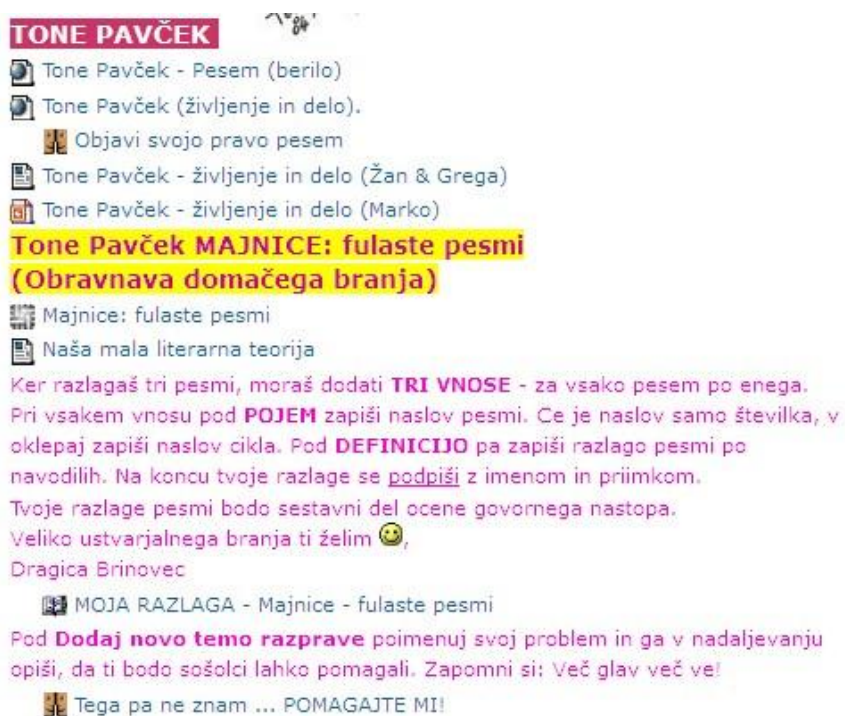 TONE PAVČEK
Tone Pavček - Pesem (berilo)
Tone Pavček (življenje in delo).
Objavi svojo pravo pesem
Tone Pavček - življenje in delo (Žan & Grega)
Tone Pavček - življenje in delo (Marko)
Tone Pavček MAJNICE: fulaste pesmi
(Obravnava domačega branja)
Majnice: fulaste pesmi
Naša mala literarna teorija
Ker razlagaš tri pesmi, moraš dodati TRI VNOSE - za vsako pesem po enega.
Pri vsakem vnosu pod POJEM zapiši naslov pesmi. Če je naslov samo številka, v
oklepaj zapiši naslov cikla. Pod DEFINICIJO pa zapiši razlago pesmi po
navodilih. Na koncu tvoje razlage se podpiši z imenom in priimkom.
Tvoje razlage pesmi bodo sestavni del ocene govornega nastopa.
Veliko ustvarjalnega branja ti želim ,
Dragica Brinovec
MOJA RAZLAGA - Majnice - fulaste pesmi
Pod Dodaj novo temo razprave poimenuj svoj problem in ga v nadaljevanju
opiši, da ti bodo sošolci lahko pomagali. Zapomni si: Več glav več ve!
Tega pa ne znam ... POMAGAJTE MI!